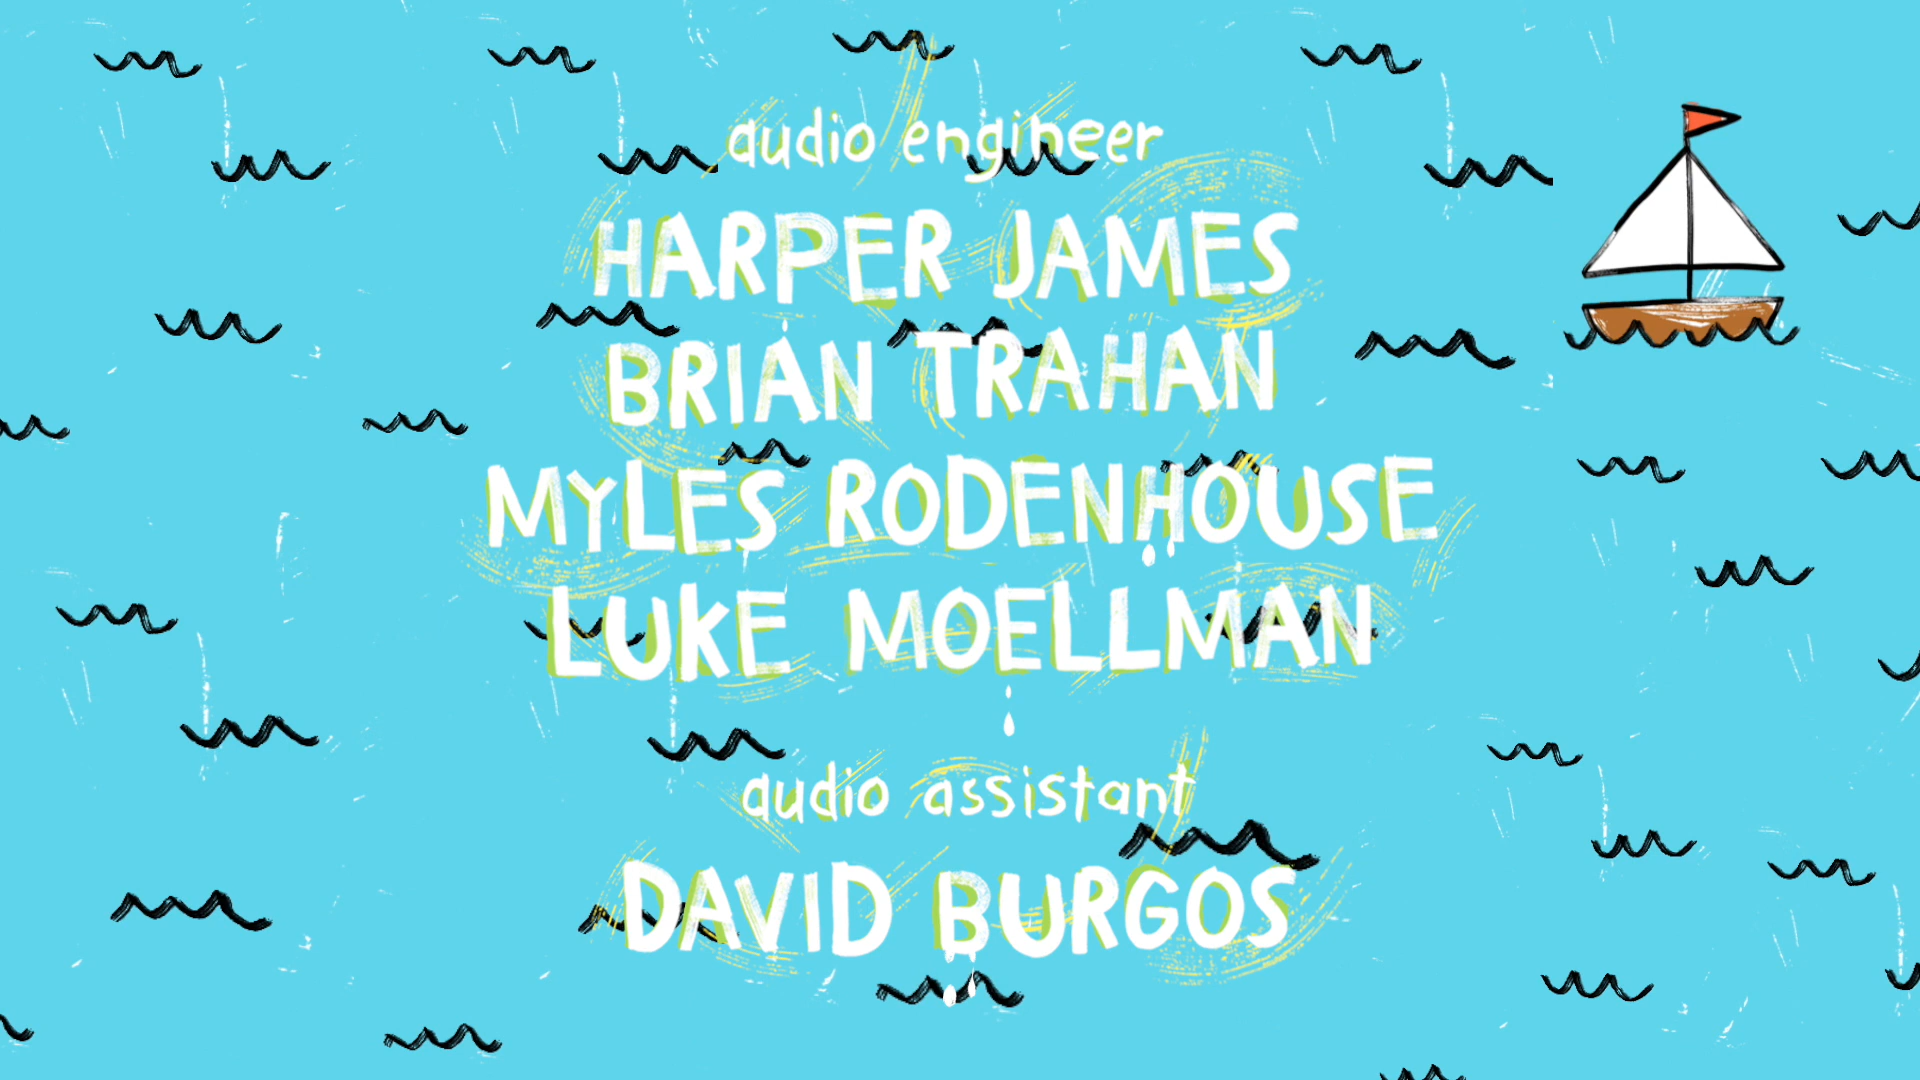 audio engineer
HARPER JAMES
BRIAN TRAHAN
MYLES RODENHOUSE
LUKE MOELLMAN
audio assistant
DAVID BURGOS